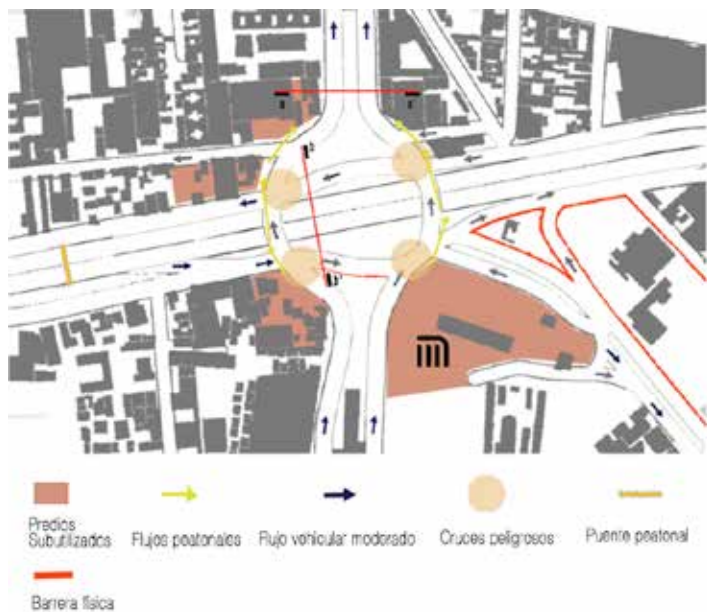 Predios
Subutilizados
Flujos peatonales
Flujo vehicular moderado
Cruces peligrosos
Puente peatonal
Barrera física